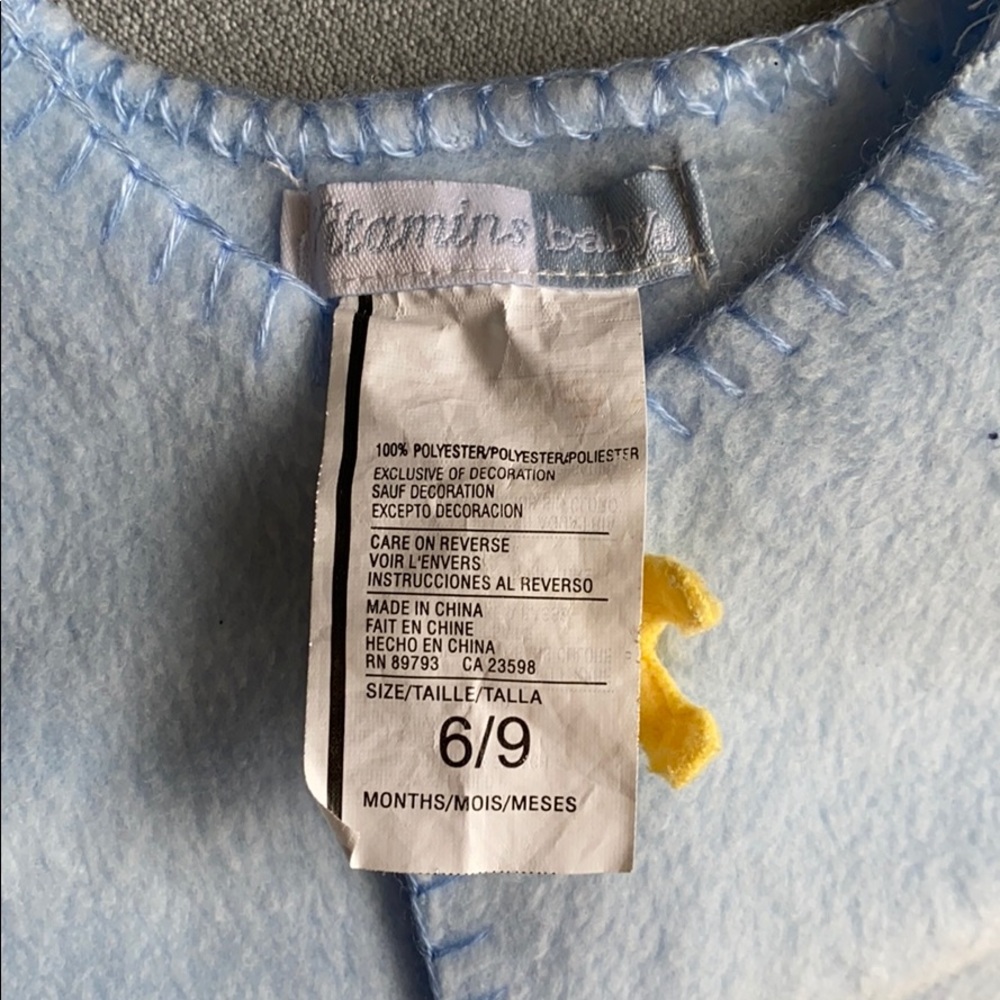 Vitamins baby
100% POLYESTER/POLYESTER/POLIESTER
EXCLUSIVE OF DECORATION
SAUF DECORATION
EXCEPTO DECORACION
CARE ON REVERSE
VOIR L'ENVERS
INSTRUCCIONES AL REVERSO
MADE IN CHINA
FAIT EN CHINE
HECHO EN CHINA
RN 89793 CA 23598
SIZE/TAILLE/TALLA
6/9
MONTHS/MOIS/MESES